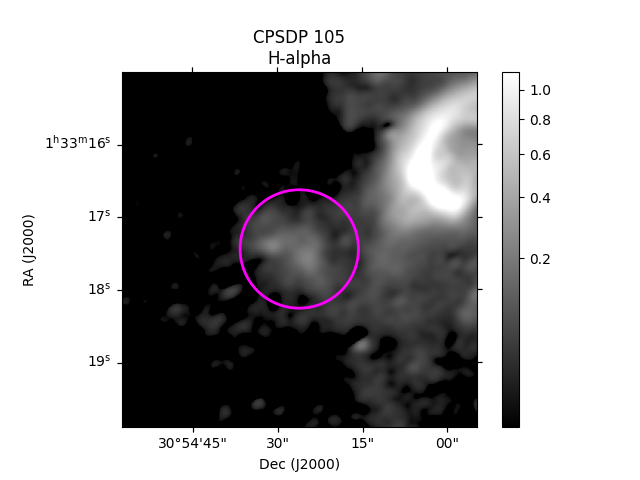 CPSDP 105
H-alpha
1h33m16s
17s
18s
19s
RA (J2000)
30°54'45"
30"
15"
00"
Dec (J2000)
1.0
0.8
0.6
0.4
0.2